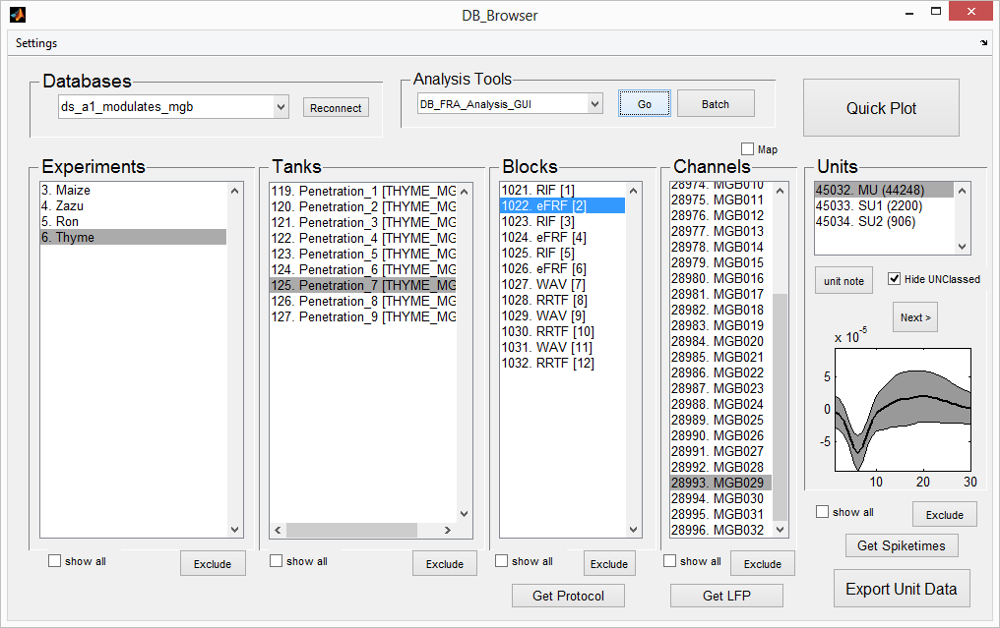 DB_Browser
Settings
Databases
ds_a1_modulates_mgb
Reconnect
Analysis Tools
DB_FRA_Analysis_GUI
Go
Batch
Quick Plot
Map
Experiments
3. Maize
4. Zazu
5. Ron
6. Thyme
show all
Exclude
Tanks
119. Penetration_1 [THYME_MG
120. Penetration_2 [THYME_MG
121. Penetration_3 [THYME_MG
122. Penetration_4 [THYME_MG
123. Penetration_5 [THYME_MG
124. Penetration_6 [THYME_MG
125. Penetration_7 [THYME_MG
126. Penetration_8 [THYME_MG
127. Penetration_9 [THYME_MG
show all
Exclude
Blocks
1021. RIF [1]
1022. eFRF [2]
1023. RIF [3]
1024. eFRF [4]
1025. RIF [5]
1026. eFRF [6]
1027. WAV [7]
1028. RRTF [8]
1029. WAV [9]
1030. RRTF [10]
1031. WAV [11]
1032. RRTF [12]
show all
Exclude
Get Protocol
Channels
28974. MGB010
28975. MGB011
28976. MGB012
28977. MGB013
28978. MGB014
28979. MGB015
28980. MGB016
28981. MGB017
28982. MGB018
28983. MGB019
28984. MGB020
28985. MGB021
28986. MGB022
28987. MGB023
28988. MGB024
28989. MGB025
28990. MGB026
28991. MGB027
28992. MGB028
28993. MGB029
28994. MGB030
28995. MGB031
28996. MGB032
show all
Exclude
Get LFP
Units
45032. MU (44248)
45033. SU1 (2200)
45034. SU2 (906)
unit note
Hide UNClassed
Next >
x 10-5
5
0
-5
10 20 30
show all
Exclude
Get Spiketimes
Export Unit Data